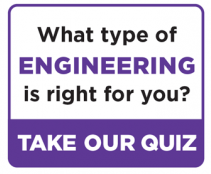 What type of
ENGINEERING
is right for you?
TAKE OUR QUIZ